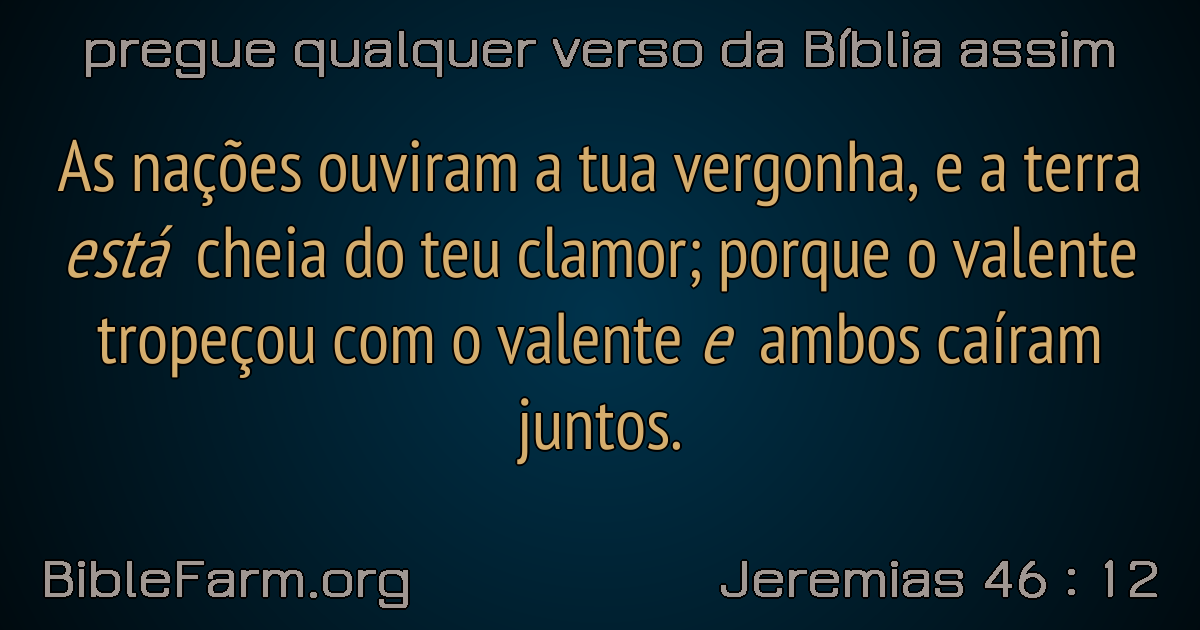 pregue qualquer verso da Bíblia assim
As nações ouviram a tua vergonha, e a terra
está cheia do teu clamor; porque o valente
tropeçou com o valente e ambos caíram
juntos.
BibleFarm.org
Jeremias 46 : 12